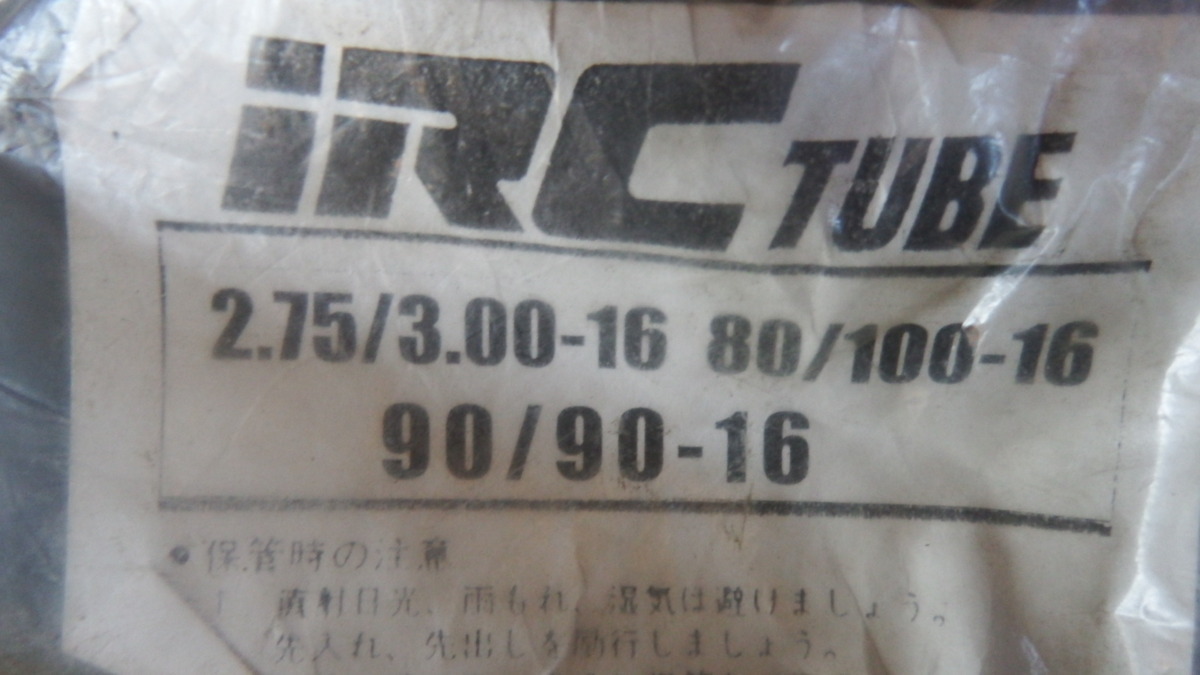 iRC TUBE
2.75/3.00-16 80/100-16
90/90-16
●保管時の注意
1 直射日光、雨もれ、湿気は避けましょう。
先入れ、先出しを励行しましょう。